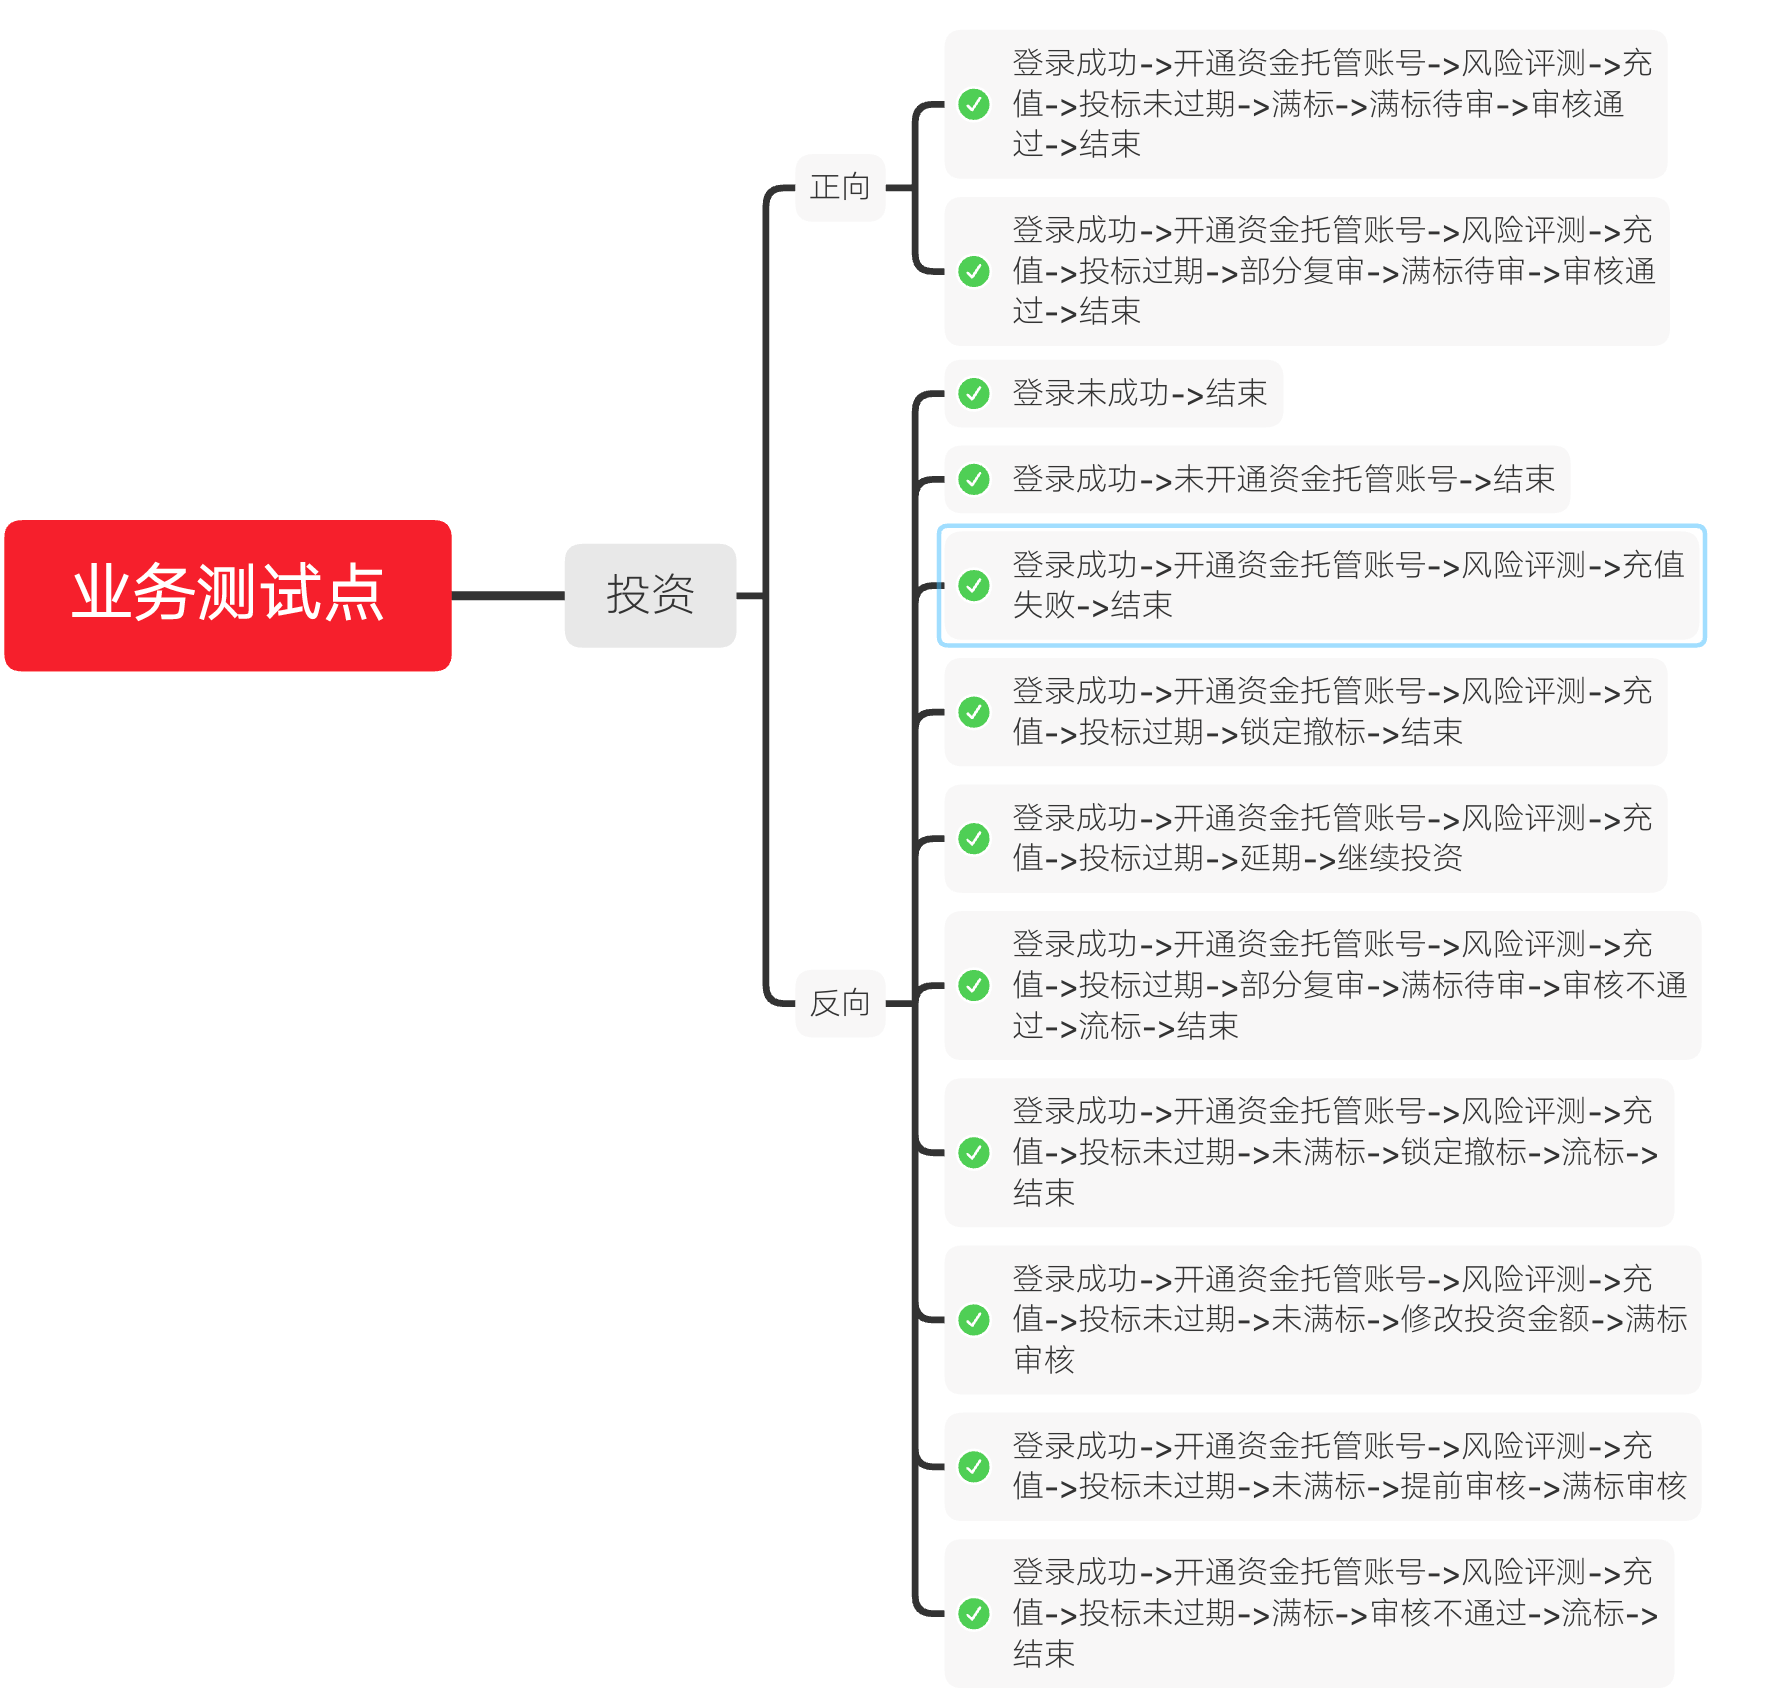 业务测试点
投资
正向
登录成功->开通资金托管账号->风险评测->充
值->投标未过期->满标->满标待审->审核通
过->结束
登录成功->开通资金托管账号->风险评测->充
值->投标过期->部分复审->满标待审->审核通
过->结束
反向
登录未成功->结束
登录成功->未开通资金托管账号->结束
登录成功->开通资金托管账号->风险评测->充值
失败->结束
登录成功->开通资金托管账号->风险评测->充
值->投标过期->锁定撤标->结束
登录成功->开通资金托管账号->风险评测->充
值->投标过期->延期->继续投资
登录成功->开通资金托管账号->风险评测->充
值->投标过期->部分复审->满标待审->审核不通
过->流标->结束
登录成功->开通资金托管账号->风险评测->充
值->投标未过期->未满标->锁定撤标->流标->
结束
登录成功->开通资金托管账号->风险评测->充
值->投标未过期->未满标->修改投资金额->满标
审核
登录成功->开通资金托管账号->风险评测->充
值->投标未过期->未满标->提前审核->满标审核
登录成功->开通资金托管账号->风险评测->充
值->投标未过期->满标->审核不通过->流标->
结束